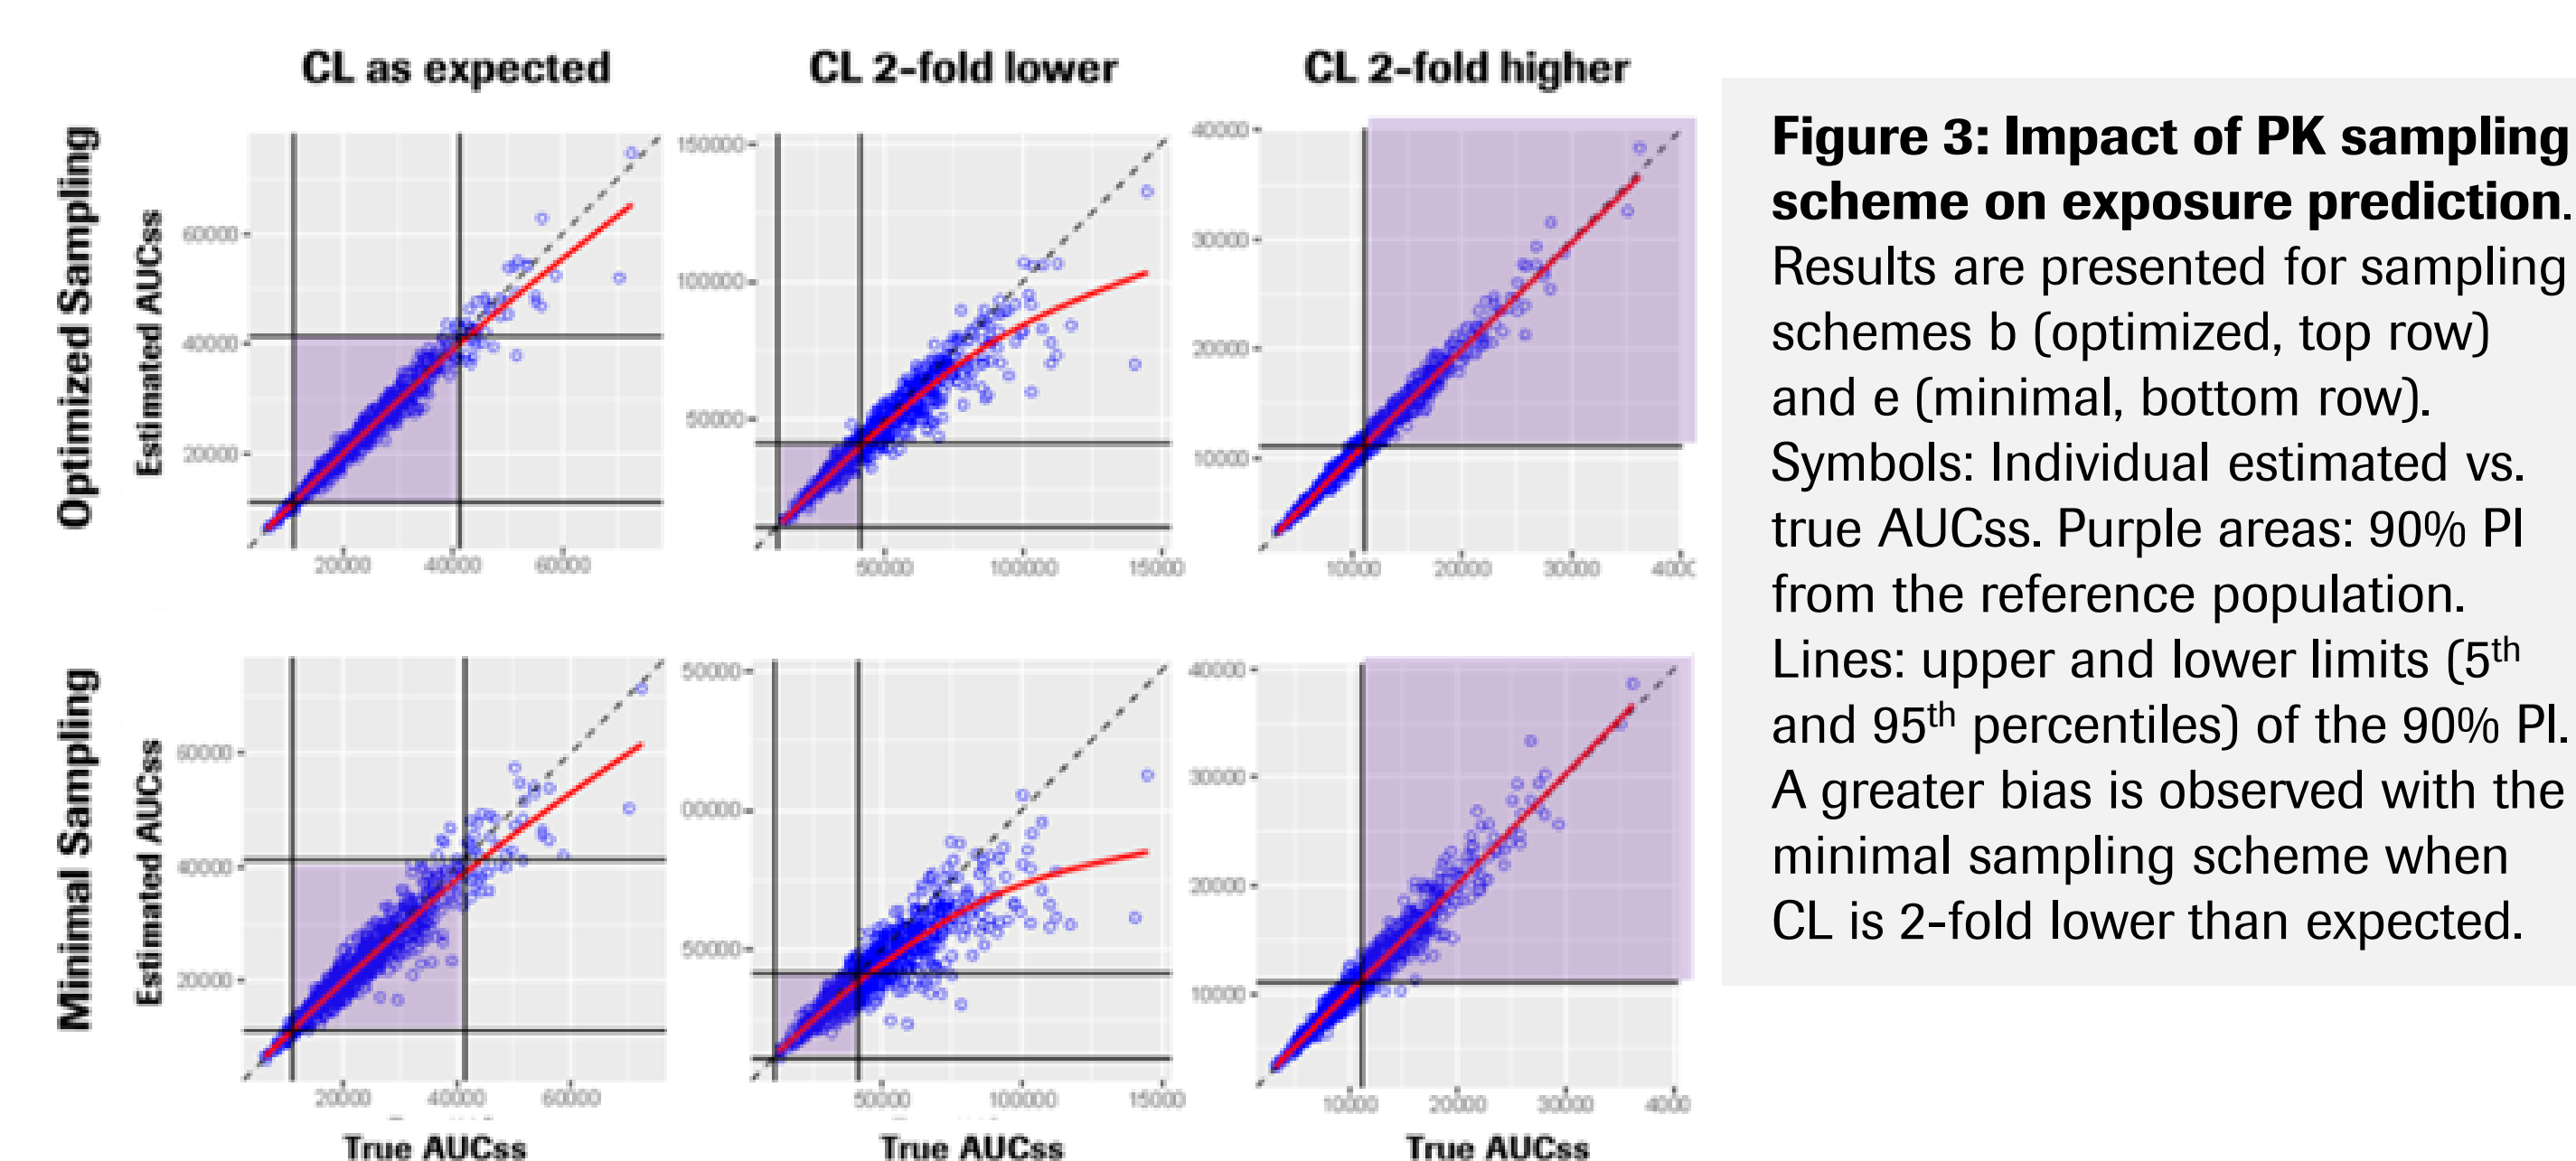 CL as expected
CL 2-fold lower
CL 2-fold higher
Optimized Sampling
Estimated AUCss
60000
40000
20000
20000
40000
60000
150000
100000
50000
50000
100000
15000
40000
30000
20000
10000
10000
20000
30000
4000
Minimal Sampling
Estimated AUCss
60000
40000
20000
20000
40000
60000
True AUCss
50000
00000
50000
50000
100000
15000
True AUCss
40000
30000
20000
10000
10000
20000
30000
4000
True AUCss
Figure 3: Impact of PK sampling
scheme on exposure prediction.
Results are presented for sampling
schemes b (optimized, top row)
and e (minimal, bottom row).
Symbols: Individual estimated vs.
true AUCss. Purple areas: 90% PI
from the reference population.
Lines: upper and lower limits (5th
and 95th percentiles) of the 90% PI.
A greater bias is observed with the
minimal sampling scheme when
CL is 2-fold lower than expected.